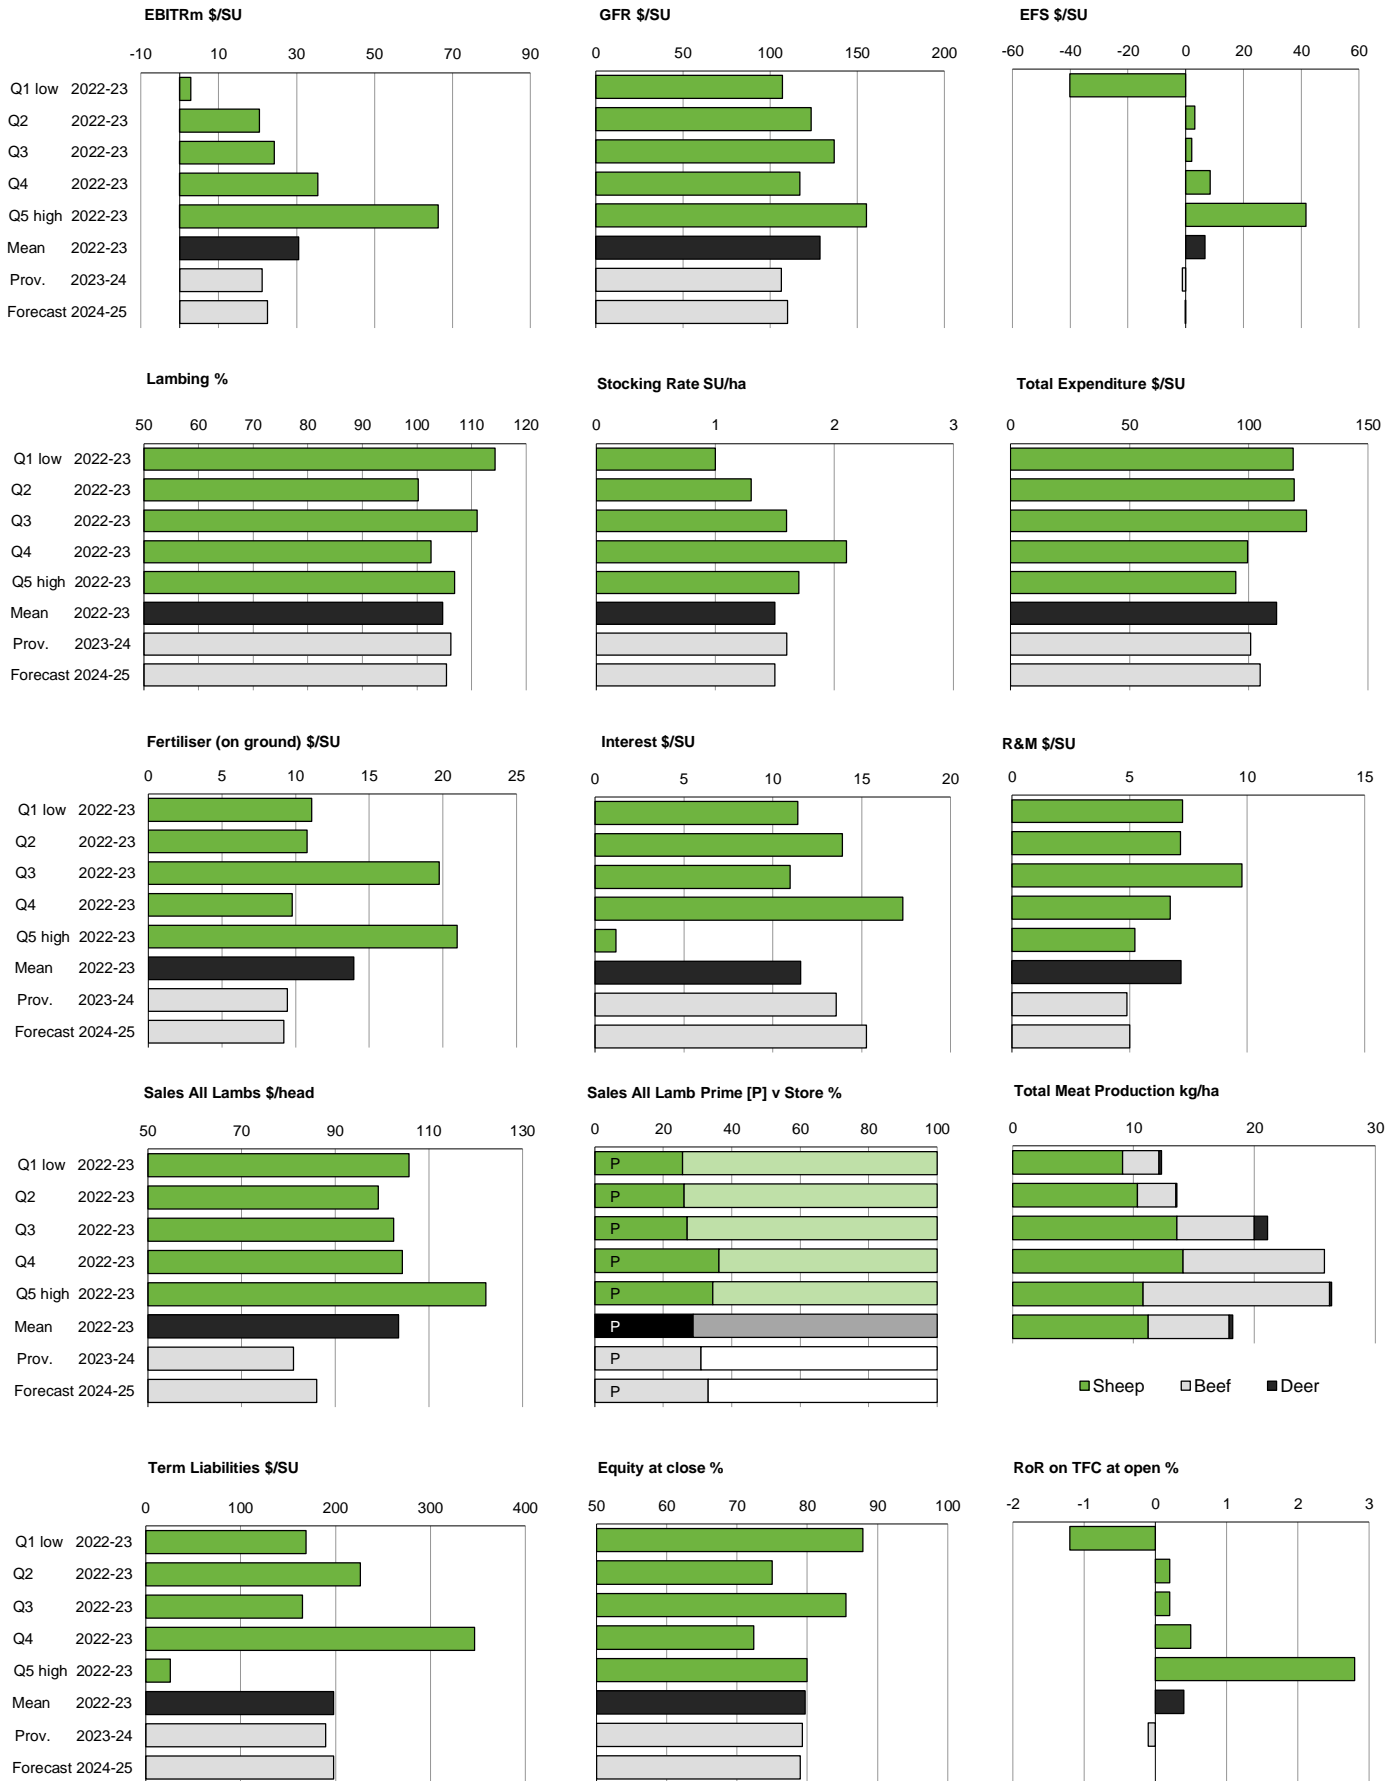 EBITRm $/SU
GFR $/SU
EFS $/SU
-10 10 30 50 70 90
0 50 100 150 200
-60 -40 -20 0 20 40 60
Q1 low 2022-23
Q2 2022-23
Q3 2022-23
Q4 2022-23
Q5 high 2022-23
Mean 2022-23
Prov. 2023-24
Forecast 2024-25
Lambing %
Stocking Rate SU/ha
Total Expenditure $/SU
50 60 70 80 90 100 110 120
0 1 2 3
0 50 100 150
Q1 low 2022-23
Q2 2022-23
Q3 2022-23
Q4 2022-23
Q5 high 2022-23
Mean 2022-23
Prov. 2023-24
Forecast 2024-25
Fertiliser (on ground) $/SU
Interest $/SU
R&M $/SU
0 5 10 15 20 25
0 5 10 15 20
0 5 10 15
Q1 low 2022-23
Q2 2022-23
Q3 2022-23
Q4 2022-23
Q5 high 2022-23
Mean 2022-23
Prov. 2023-24
Forecast 2024-25
Sales All Lambs $/head
Sales All Lamb Prime [P] v Store %
Total Meat Production kg/ha
50 70 90 110 130
0 20 40 60 80 100
0 10 20 30
Q1 low 2022-23 P
Q2 2022-23 P
Q3 2022-23 P
Q4 2022-23 P
Q5 high 2022-23 P
Mean 2022-23 P
Prov. 2023-24 P
Forecast 2024-25 P
Sheep Beef Deer
Term Liabilities $/SU
Equity at close %
RoR on TFC at open %
0 100 200 300 400
50 60 70 80 90 100
-2 -1 0 1 2 3
Q1 low 2022-23
Q2 2022-23
Q3 2022-23
Q4 2022-23
Q5 high 2022-23
Mean 2022-23
Prov. 2023-24
Forecast 2024-25